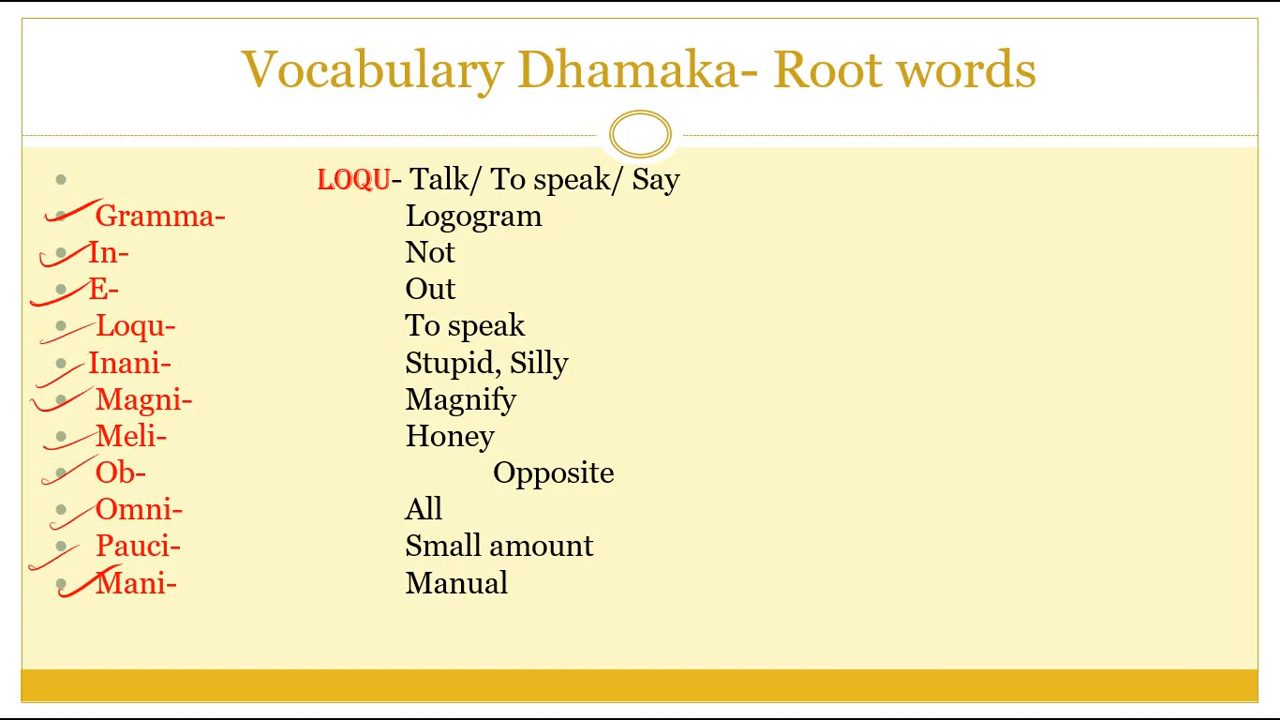 Vocabulary Dhamaka- Root words
LOQU- Talk/ To speak/ Say
Gramma- Logogram
In- Not
E- Out
Loqu- To speak
Inani- Stupid, Silly
Magni- Magnify
Meli- Honey
Ob- Opposite
Omni- All
Pauci- Small amount
Mani- Manual